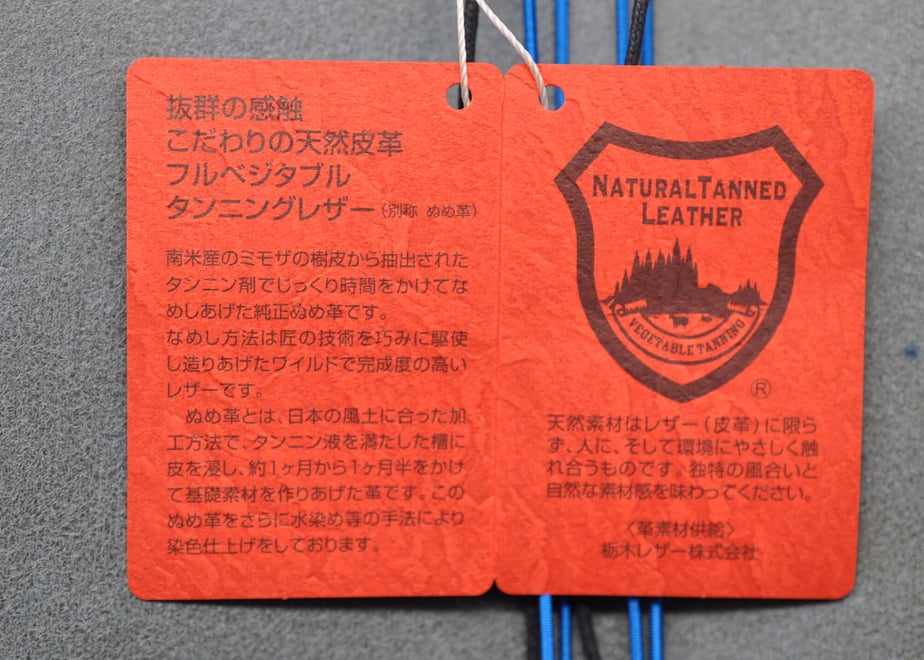 抜群の感触
こだわりの天然皮革
フルベジタブル
タンニングレザー（別称 ぬめ革）
南米産のミモザの樹皮から抽出された
タンニン剤でじっくり時間をかけてな
めしあげた純正ぬめ革です。
なめし方法は匠の技術を巧みに駆使
し造りあげたワイルドで完成度の高い
レザーです。
ぬめ革とは、日本の風土に合った加
工方法で、タンニン液を満たした槽に
皮を浸し、約1ヶ月から1ヶ月半をかけ
て基礎素材を作りあげた革です。この
ぬめ革をさらに水染め等の手法により
染色仕上げをしております。
NATURALTANNED
LEATHER
VEGETABLE TANNING
®
天然素材はレザー（皮革）に限ら
ず、人に、そして環境にやさしく触
れ合うものです。独特の風合いと
自然な素材感を味わってください。
〈革素材供給〉
栃木レザー株式会社